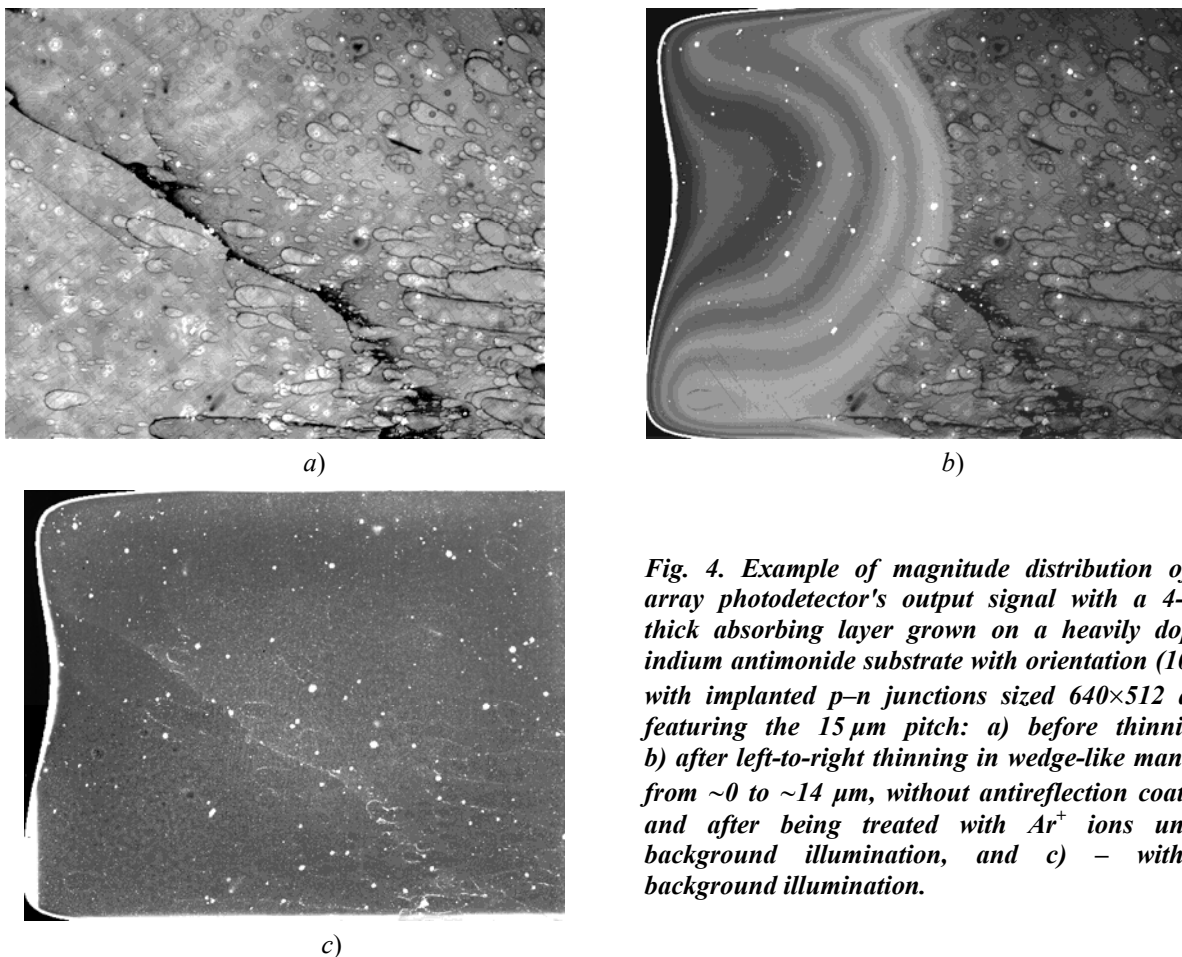 a)
b)
c)
Fig. 4. Example of magnitude distribution of
array photodetector's output signal with a 4-
thick absorbing layer grown on a heavily dop
indium antimonide substrate with orientation (10
with implanted p–n junctions sized 640×512 a
featuring the 15 µm pitch: a) before thinni
b) after left-to-right thinning in wedge-like man
from ~0 to ~14 µm, without antireflection coat
and after being treated with Ar⁺ ions un
background illumination, and c) – with
background illumination.